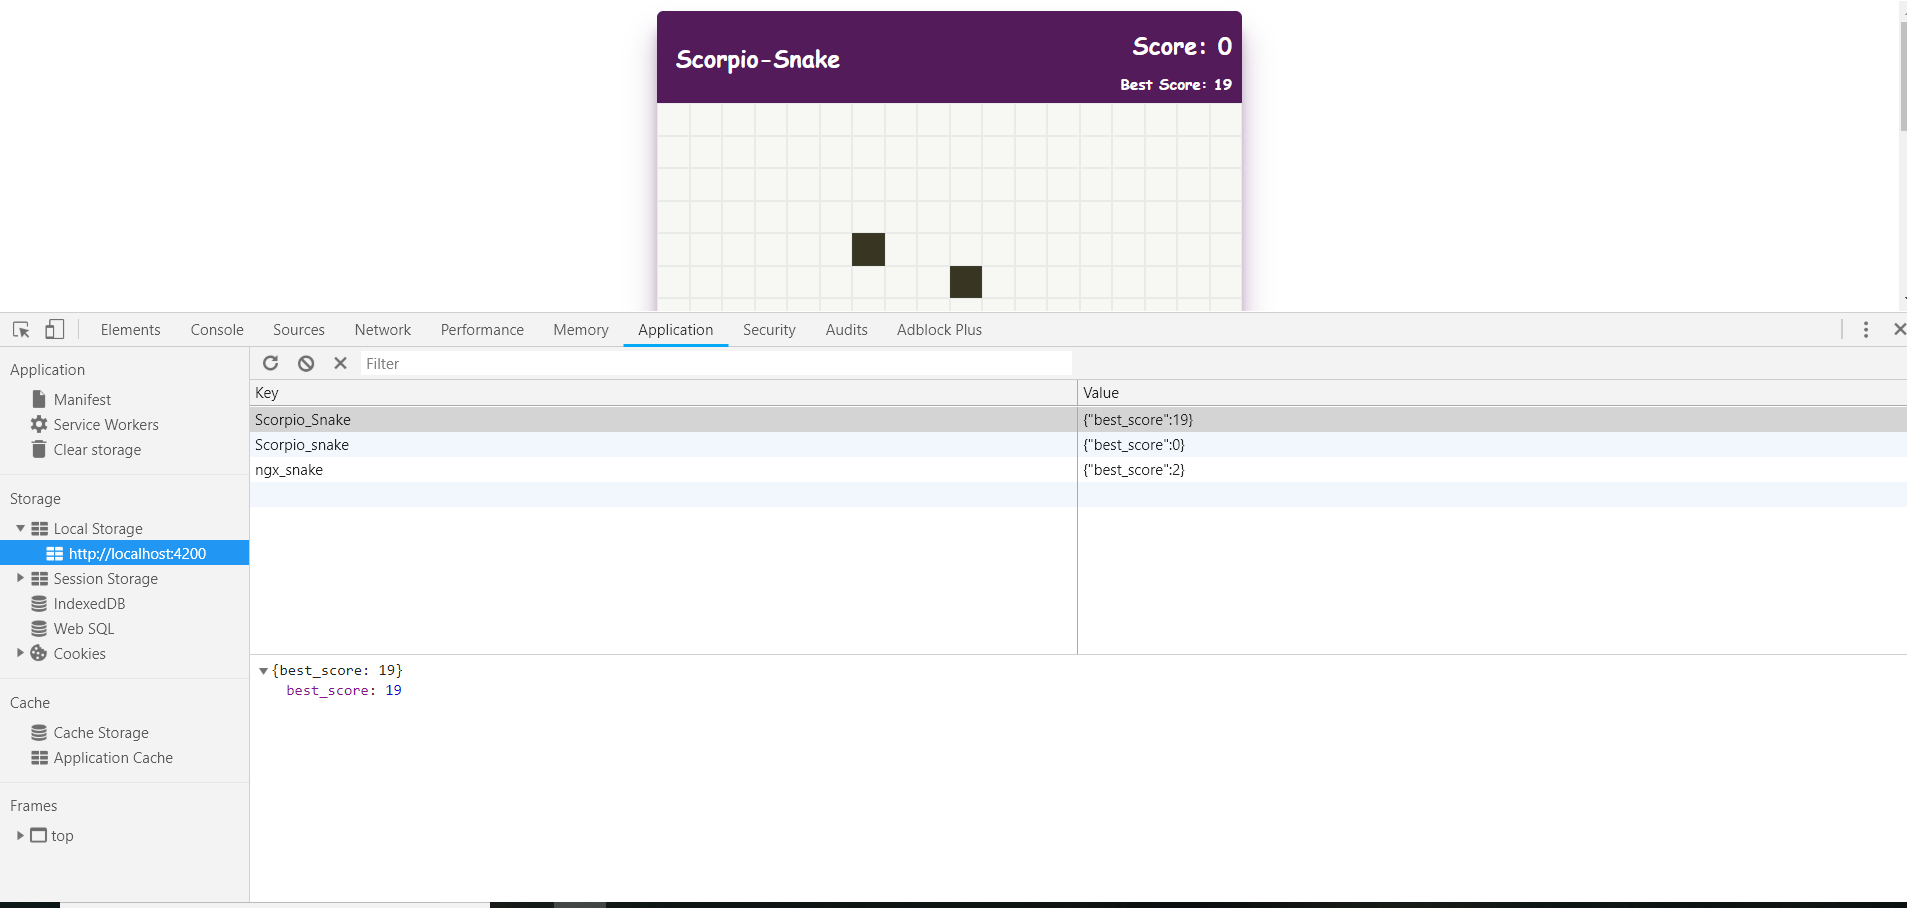 Scorpio-Snake
Score: 0
Best Score: 19
Elements Console Sources Network Performance Memory Application Security Audits Adblock Plus
Application
Manifest
Service Workers
Clear storage
Storage
Local Storage
http://localhost:4200
Session Storage
IndexedDB
Web SQL
Cookies
Cache
Cache Storage
Application Cache
Frames
top
Filter
Key Value
Scorpio_Snake {"best_score":19}
Scorpio_snake {"best_score":0}
ngx_snake {"best_score":2}
{best_score: 19}
best_score: 19